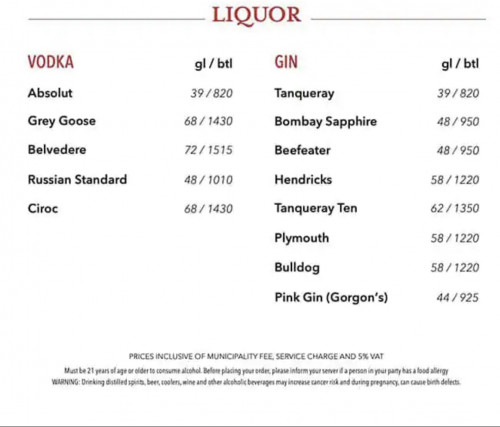 LIQUOR
VODKA gl / btl
Absolut 39 / 820
Grey Goose 68 / 1430
Belvedere 72 / 1515
Russian Standard 48 / 1010
Ciroc 68 / 1430
GIN gl / btl
Tanqueray 39 / 820
Bombay Sapphire 48 / 950
Beefeater 48 / 950
Hendricks 58 / 1220
Tanqueray Ten 62 / 1350
Plymouth 58 / 1220
Bulldog 58 / 1220
Pink Gin (Gorgon's) 44 / 925
PRICES INCLUSIVE OF MUNICIPALITY FEE, SERVICE CHARGE AND 5% VAT
Must be 21 years of age or older to consume alcohol. Before placing your order, please inform your server if a person in your party has a food allergy
WARNING: Drinking distilled spirits, beer, coolers, wine and other alcoholic beverages may increase cancer risk and during pregnancy, can cause birth defects.